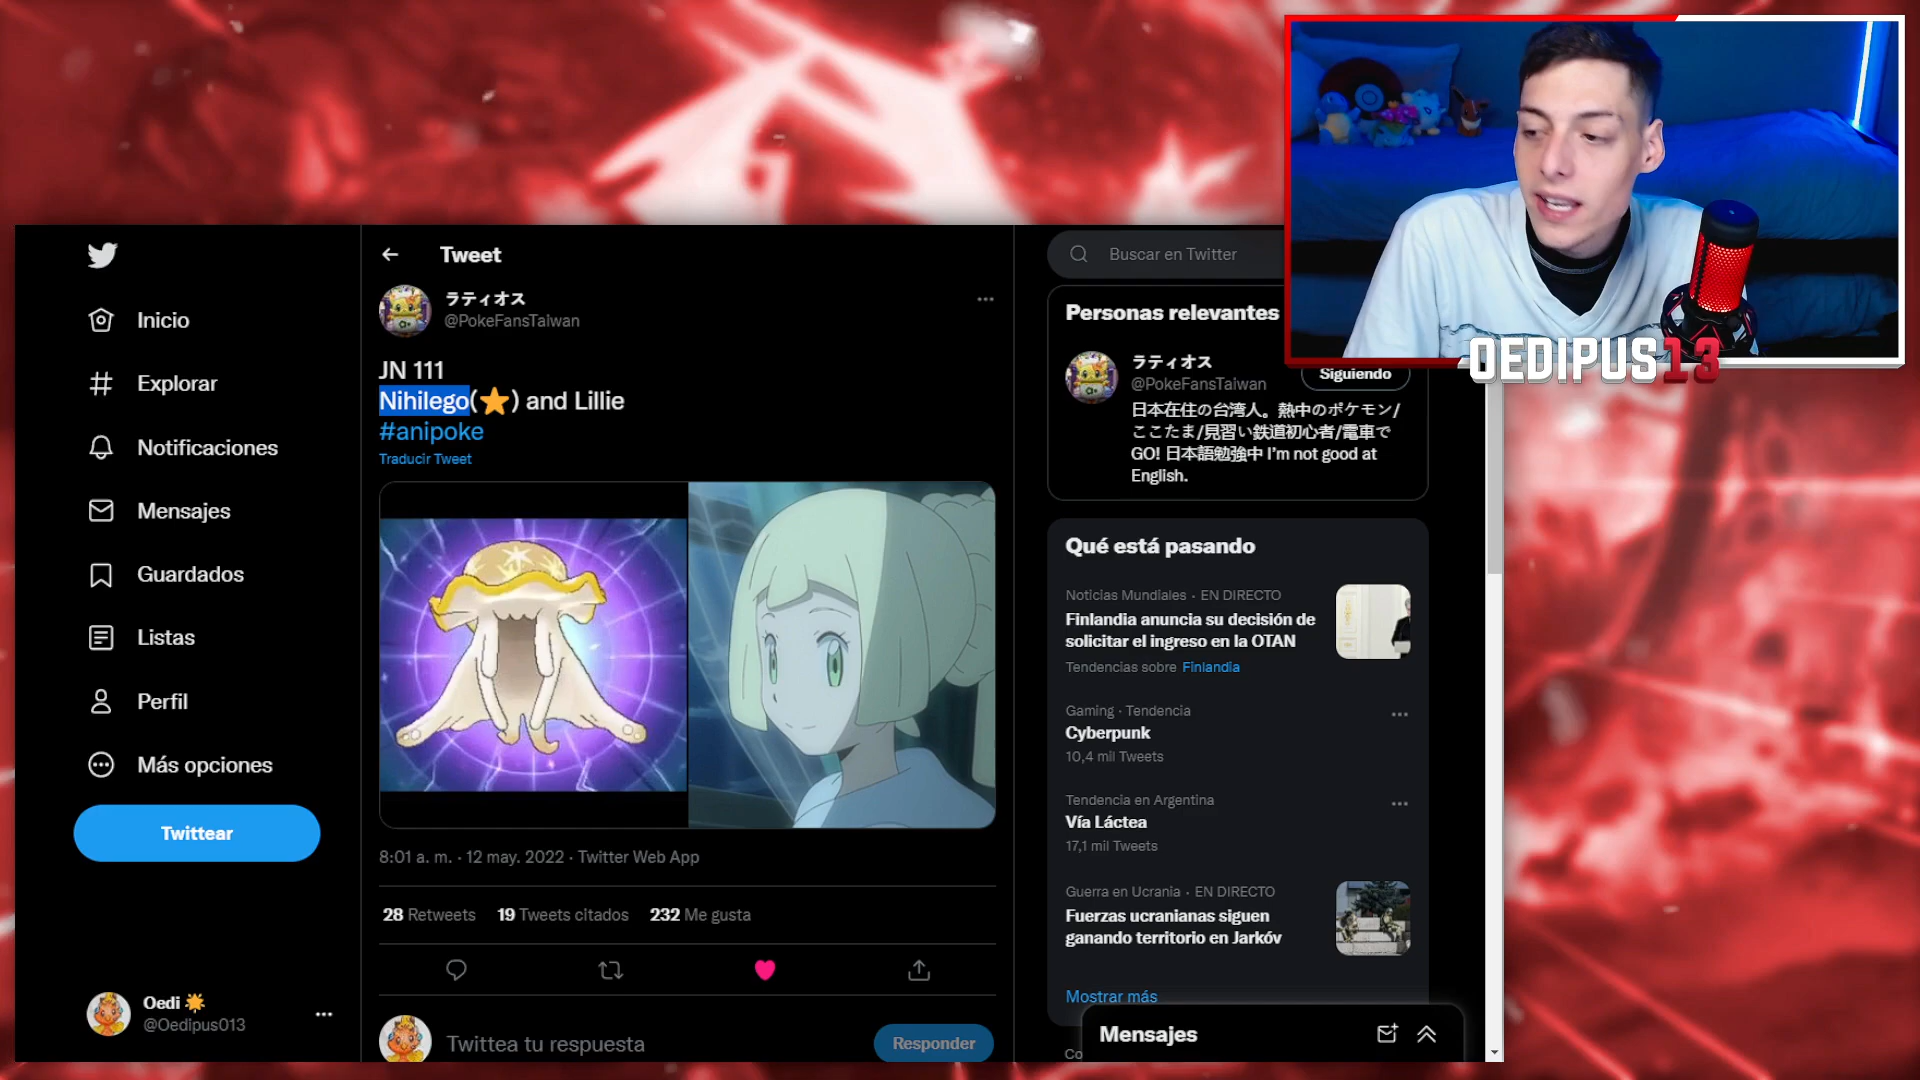 OEDIPUS13
Inicio
Explorar
Notificaciones
Mensajes
Guardados
Listas
Perfil
Más opciones
Twittear
Oedi
@Oedipus013
Tweet
ラティオス
@PokeFansTaiwan
JN 111
Nihilego(⭐) and Lillie
#anipoke
Traducir Tweet
8:01 a. m. · 12 may. 2022 · Twitter Web App
28 Retweets 19 Tweets citados 232 Me gusta
Twittea tu respuesta
Responder
Buscar en Twitter
Personas relevantes
ラティオス
@PokeFansTaiwan
Siguiendo
日本在住の台湾人。熱中のポケモン/
ここたま/見習い鉄道初心者/電車で
GO! 日本語勉強中 I'm not good at
English.
Qué está pasando
Noticias Mundiales · EN DIRECTO
Finlandia anuncia su decisión de
solicitar el ingreso en la OTAN
Tendencias sobre Finlandia
Gaming · Tendencia
Cyberpunk
10,4 mil Tweets
Tendencia en Argentina
Vía Láctea
17,1 mil Tweets
Guerra en Ucrania · EN DIRECTO
Fuerzas ucranianas siguen
ganando territorio en Jarkóv
Mostrar más
Mensajes
Co